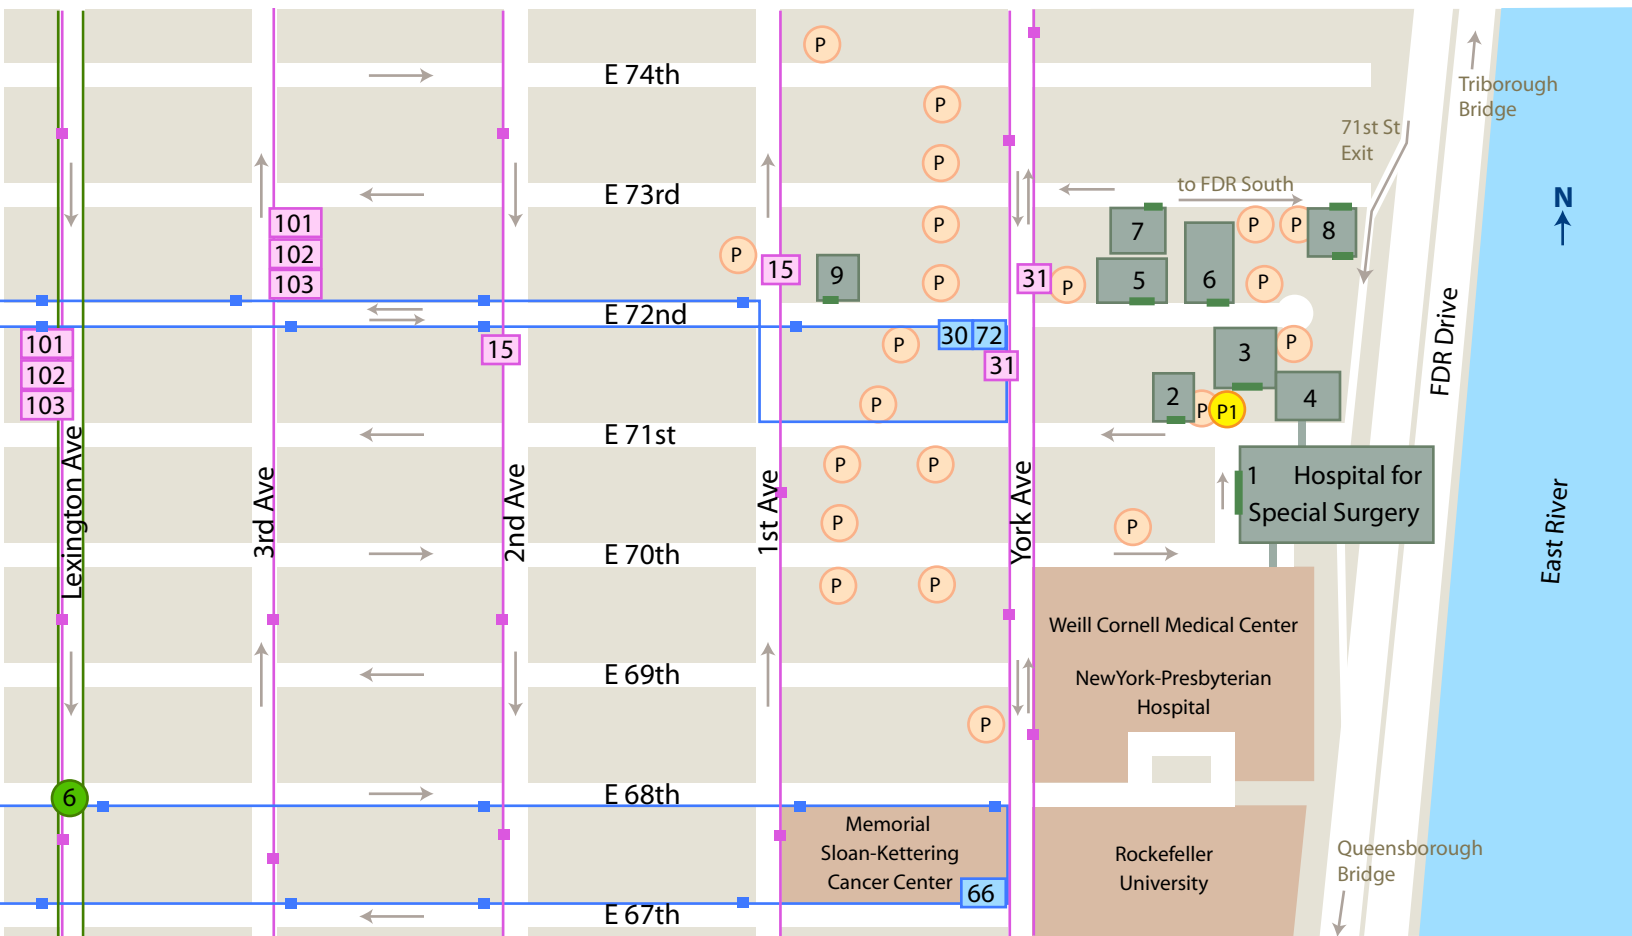 P
E 74th
Triborough
Bridge
P
71st St
Exit
P
E 73rd
to FDR South
N
101
102
103
P
P
15
9
P
31
P
7
5
6
P
P
8
P
E 72nd
101
102
103
15
P
30
72
31
P
3
P
2
P
P1
4
FDR Drive
E 71st
P
P
1 Hospital for
Special Surgery
P
P
Lexington Ave
3rd Ave
2nd Ave
1st Ave
York Ave
East River
E 70th
P
P
Weill Cornell Medical Center
E 69th
NewYork-Presbyterian
Hospital
P
6
E 68th
Memorial
Sloan-Kettering
Cancer Center
66
Rockefeller
University
Queensborough
Bridge
E 67th